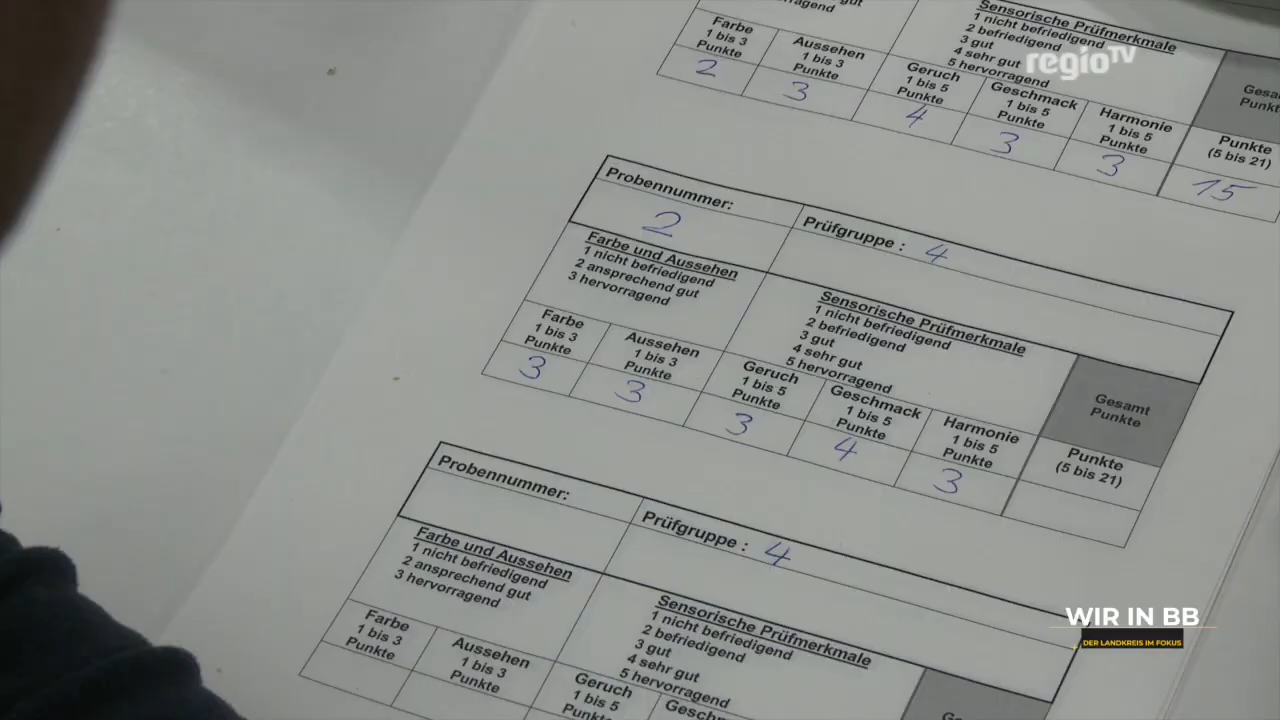 gut
hervorragend
Sensorische Prüfmerkmale
1 nicht befriedigend
2 befriedigend
3 gut
4 sehr gut
5 hervorragend
regioTV
Farbe
1 bis 3
Punkte
Aussehen
1 bis 3
Punkte
Geruch
1 bis 5
Punkte
Geschmack
1 bis 5
Punkte
Harmonie
1 bis 5
Punkte
Punkte
(5 bis 21)
2
3
4
3
3
15
Probennummer:
2
Prüfgruppe : 4
Farbe und Aussehen
1 nicht befriedigend
2 ansprechend gut
3 hervorragend
Sensorische Prüfmerkmale
1 nicht befriedigend
2 befriedigend
3 gut
4 sehr gut
5 hervorragend
Gesamt
Punkte
Farbe
1 bis 3
Punkte
Aussehen
1 bis 3
Punkte
Geruch
1 bis 5
Punkte
Geschmack
1 bis 5
Punkte
Harmonie
1 bis 5
Punkte
Punkte
(5 bis 21)
3
3
3
4
3
Probennummer:
Prüfgruppe : 4
Farbe und Aussehen
1 nicht befriedigend
2 ansprechend gut
3 hervorragend
Sensorische Prüfmerkmale
1 nicht befriedigend
2 befriedigend
3 gut
4 sehr gut
5 hervorragend
Farbe
1 bis 3
Punkte
Aussehen
1 bis 3
Punkte
Geruch
1 bis 5
Punkte
WIR IN BB
DER LANDKREIS IM FOKUS